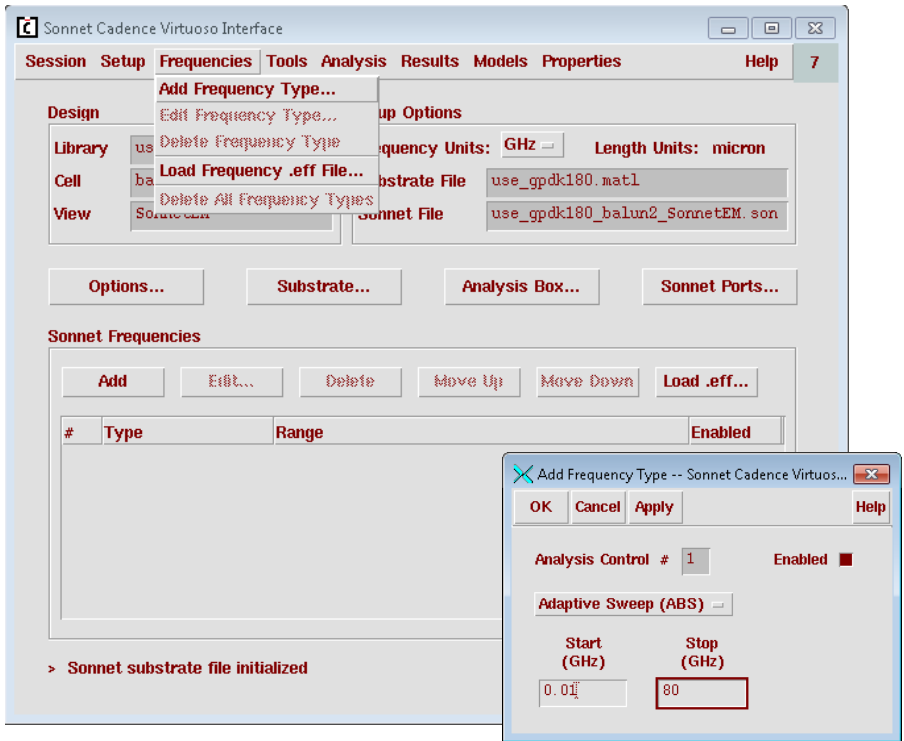 Sonnet Cadence Virtuoso Interface
Session Setup Frequencies Tools Analysis Results Models Properties Help 7
Add Frequency Type...
Edit Frequency Type...
Delete Frequency Type
Load Frequency .eff File...
Delete All Frequency Types
Design
Library us
Cell ba
View SonnetEM
up Options
quency Units: GHz Length Units: micron
bstrate File use_gpdk180.matl
Sonnet File use_gpdk180_balun2_SonnetEM.son
Options... Substrate... Analysis Box... Sonnet Ports...
Sonnet Frequencies
Add Edit... Delete Move Up Move Down Load .eff...
# Type Range Enabled
> Sonnet substrate file initialized
Add Frequency Type -- Sonnet Cadence Virtuos...
OK Cancel Apply Help
Analysis Control # 1 Enabled
Adaptive Sweep (ABS)
Start Stop
(GHz) (GHz)
0.01 80